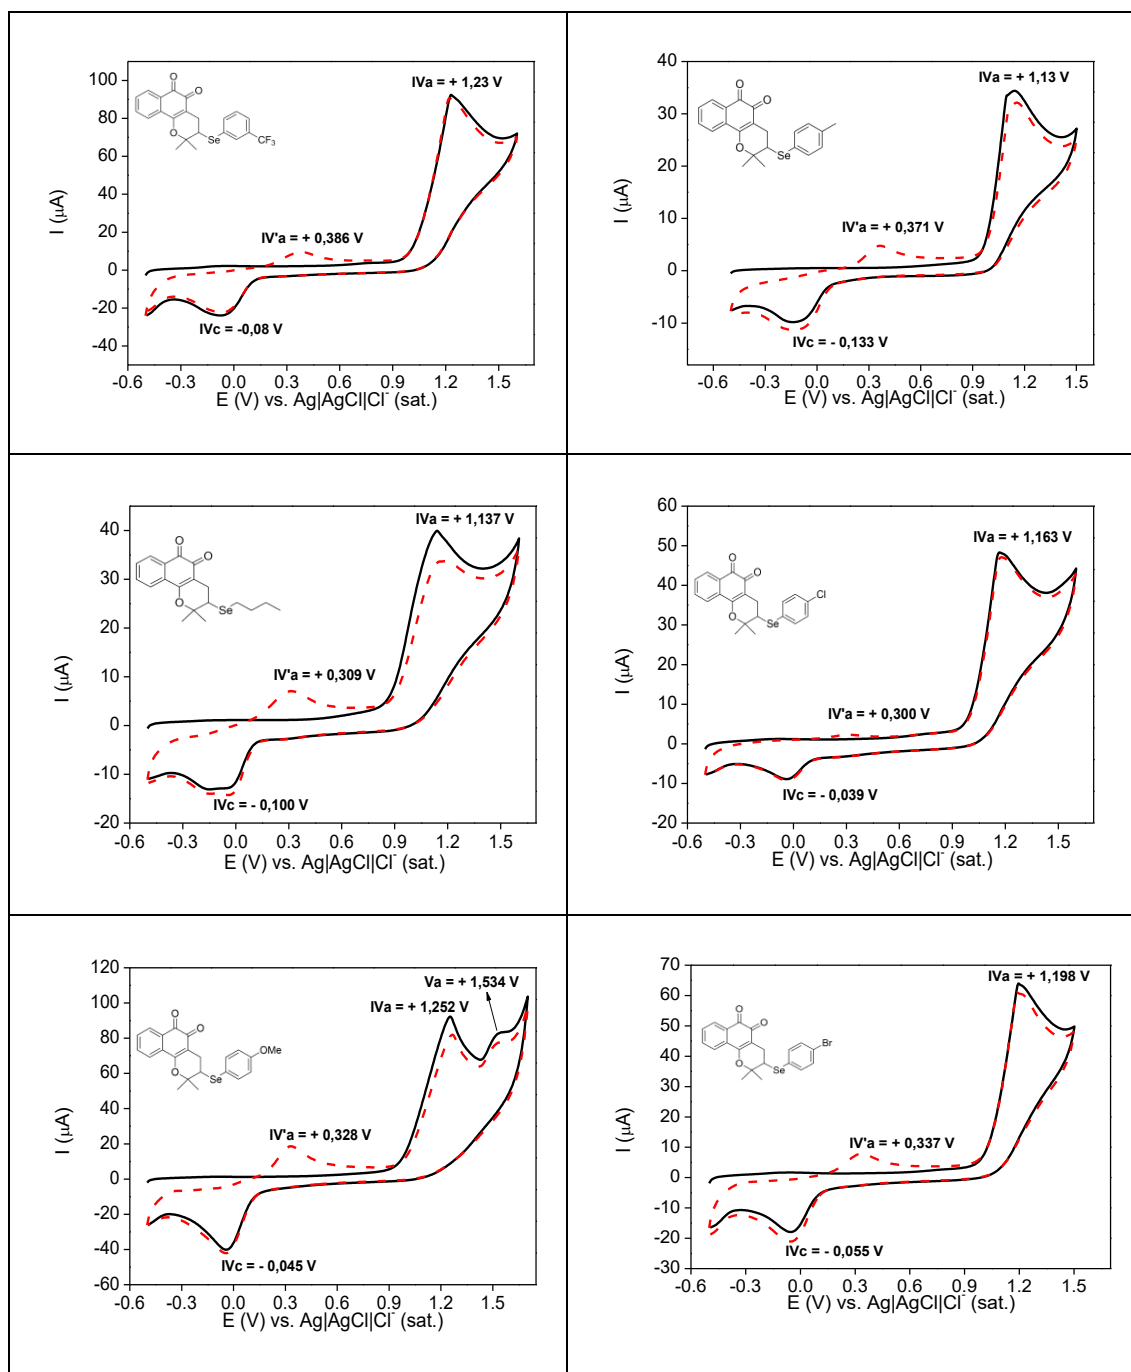 IVa = + 1,23 V
O
O
O
Se
CF3
IV'a = + 0,386 V
IVc = -0,08 V
I (µA)
100
80
60
40
20
0
-20
-40
-0.6 -0.3 0.0 0.3 0.6 0.9 1.2 1.5
E (V) vs. Ag|AgCl|Cl- (sat.)
IVa = + 1,13 V
O
O
O
Se
IV'a = + 0,371 V
IVc = - 0,133 V
I (µA)
40
30
20
10
0
-10
-0.6 -0.3 0.0 0.3 0.6 0.9 1.2 1.5
E (V) vs. Ag|AgCl|Cl- (sat.)
IVa = + 1,137 V
O
O
O
Se
IV'a = + 0,309 V
IVc = - 0,100 V
I (µA)
40
30
20
10
0
-10
-20
-0.6 -0.3 0.0 0.3 0.6 0.9 1.2 1.5
E (V) vs. Ag|AgCl|Cl- (sat.)
IVa = + 1,163 V
O
O
O
Se
Cl
IV'a = + 0,300 V
IVc = - 0,039 V
I (µA)
60
50
40
30
20
10
0
-10
-20
-0.6 -0.3 0.0 0.3 0.6 0.9 1.2 1.5
E (V) vs. Ag|AgCl|Cl- (sat.)
Va = + 1,534 V
IVa = + 1,252 V
O
O
O
Se
OMe
IV'a = + 0,328 V
IVc = - 0,045 V
I (µA)
120
100
80
60
40
20
0
-20
-40
-60
-0.6 -0.3 0.0 0.3 0.6 0.9 1.2 1.5
E (V) vs. Ag|AgCl|Cl- (sat.)
IVa = + 1,198 V
O
O
O
Se
Br
IV'a = + 0,337 V
IVc = - 0,055 V
I (µA)
70
60
50
40
30
20
10
0
-10
-20
-30
-0.6 -0.3 0.0 0.3 0.6 0.9 1.2 1.5
E (V) vs. Ag|AgCl|Cl- (sat.)